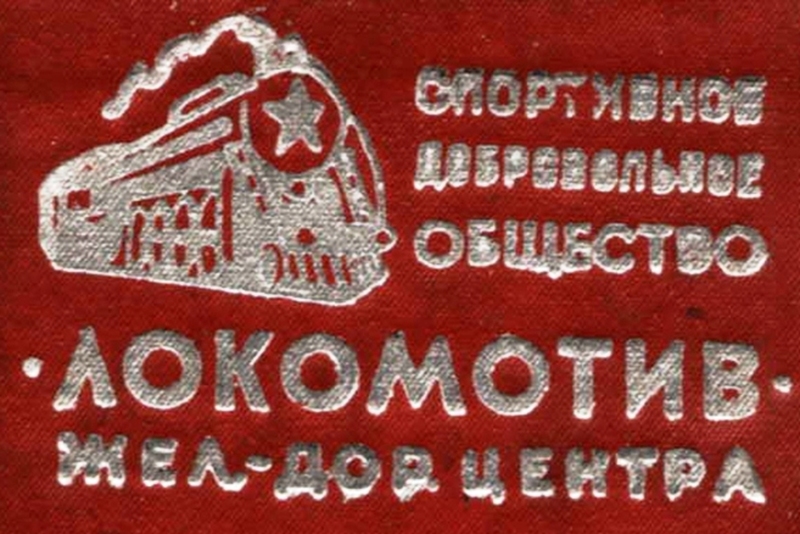 СПОРТИВНОЕ
ДОБРОВОЛЬНОЕ
ОБЩЕСТВО
·ЛОКОМОТИВ·
ЖЕЛ-ДОР ЦЕНТРА